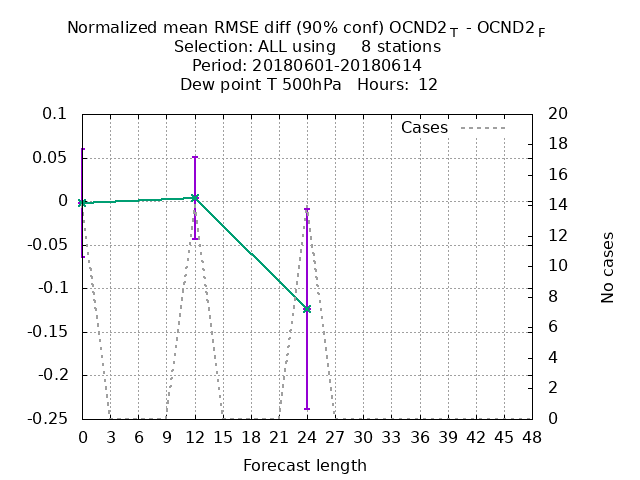 Normalized mean RMSE diff (90% conf) OCND2 T - OCND2 F
Selection: ALL using 8 stations
Period: 20180601-20180614
Dew point T 500hPa Hours: 12
Cases
0.1
0.05
0
-0.05
-0.1
-0.15
-0.2
-0.25
20
18
16
14
12
10
8
6
4
2
0
No cases
0 3 6 9 12 15 18 21 24 27 30 33 36 39 42 45 48
Forecast length